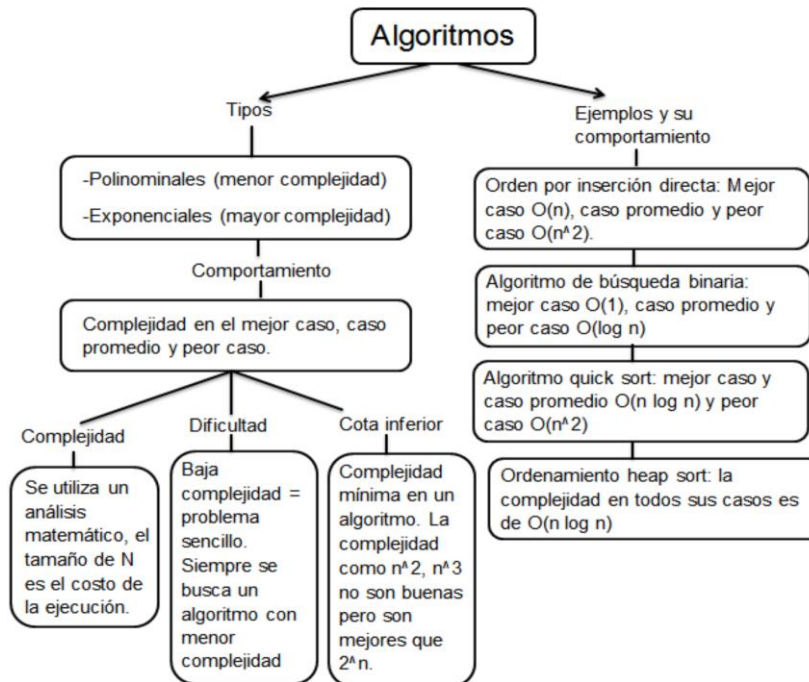 Algoritmos
Tipos
-Polinominales (menor complejidad)
-Exponenciales (mayor complejidad)
Comportamiento
Complejidad en el mejor caso, caso
promedio y peor caso.
Complejidad
Se utiliza un
análisis
matemático, el
tamaño de N
es el costo de
la ejecución.
Dificultad
Baja
complejidad =
problema
sencillo.
Siempre se
busca un
algoritmo con
menor
complejidad
Cota inferior
Complejidad
mínima en un
algoritmo. La
complejidad
como n^2, n^3
no son buenas
pero son
mejores que
2^n.
Ejemplos y su
comportamiento
Orden por inserción directa: Mejor
caso O(n), caso promedio y peor
caso O(n^2).
Algoritmo de búsqueda binaria:
mejor caso O(1), caso promedio y
peor caso O(log n)
Algoritmo quick sort: mejor caso y
caso promedio O(n log n) y peor
caso O(n^2)
Ordenamiento heap sort: la
complejidad en todos sus casos es
de O(n log n)